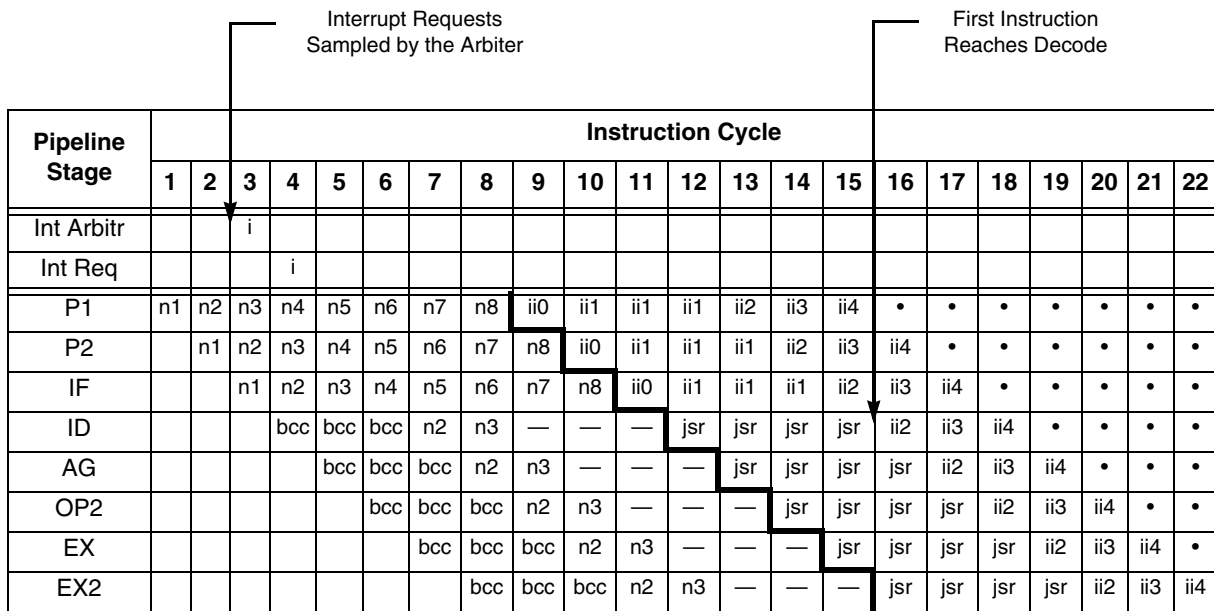 Interrupt Requests
Sampled by the Arbiter
First Instruction
Reaches Decode
Pipeline
Stage
Instruction Cycle
1 2 3 4 5 6 7 8 9 10 11 12 13 14 15 16 17 18 19 20 21 22
Int Arbitr i
Int Req i
P1 n1 n2 n3 n4 n5 n6 n7 n8 ii0 ii1 ii1 ii1 ii2 ii3 ii4 • • • • • • •
P2 n1 n2 n3 n4 n5 n6 n7 n8 ii0 ii1 ii1 ii1 ii2 ii3 ii4 • • • • • •
IF n1 n2 n3 n4 n5 n6 n7 n8 ii0 ii1 ii1 ii1 ii2 ii3 ii4 • • • • •
ID bcc bcc bcc n2 n3 — — — jsr jsr jsr jsr ii2 ii3 ii4 • • • •
AG bcc bcc bcc n2 n3 — — — jsr jsr jsr jsr ii2 ii3 ii4 • • •
OP2 bcc bcc bcc n2 n3 — — — jsr jsr jsr jsr ii2 ii3 ii4 • •
EX bcc bcc bcc n2 n3 — — — jsr jsr jsr jsr ii2 ii3 ii4 •
EX2 bcc bcc bcc n2 n3 — — — jsr jsr jsr jsr ii2 ii3 ii4